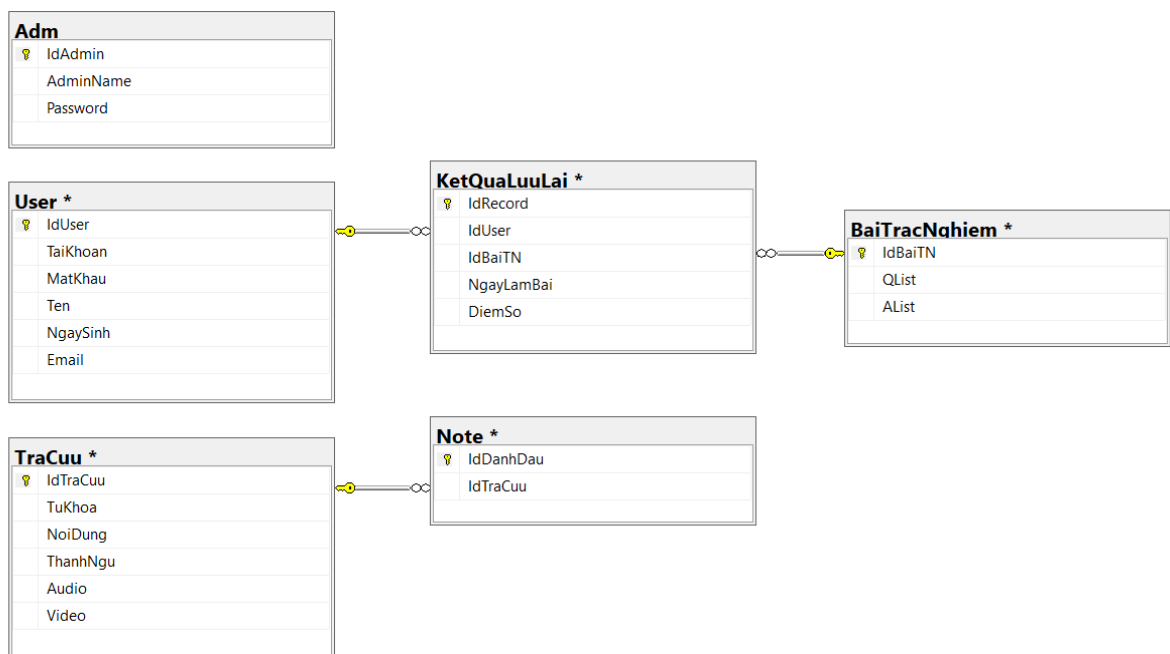 Adm
IdAdmin
AdminName
Password
User *
IdUser
TaiKhoan
MatKhau
Ten
NgaySinh
Email
KetQuaLuuLai *
IdRecord
IdUser
IdBaiTN
NgayLamBai
DiemSo
BaiTracNghiem *
IdBaiTN
QList
AList
TraCuu *
IdTraCuu
TuKhoa
NoiDung
ThanhNgu
Audio
Video
Note *
IdDanhDau
IdTraCuu